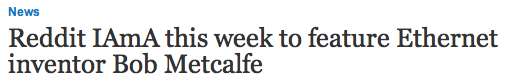 News
Reddit IAmA this week to feature Ethernet
inventor Bob Metcalfe